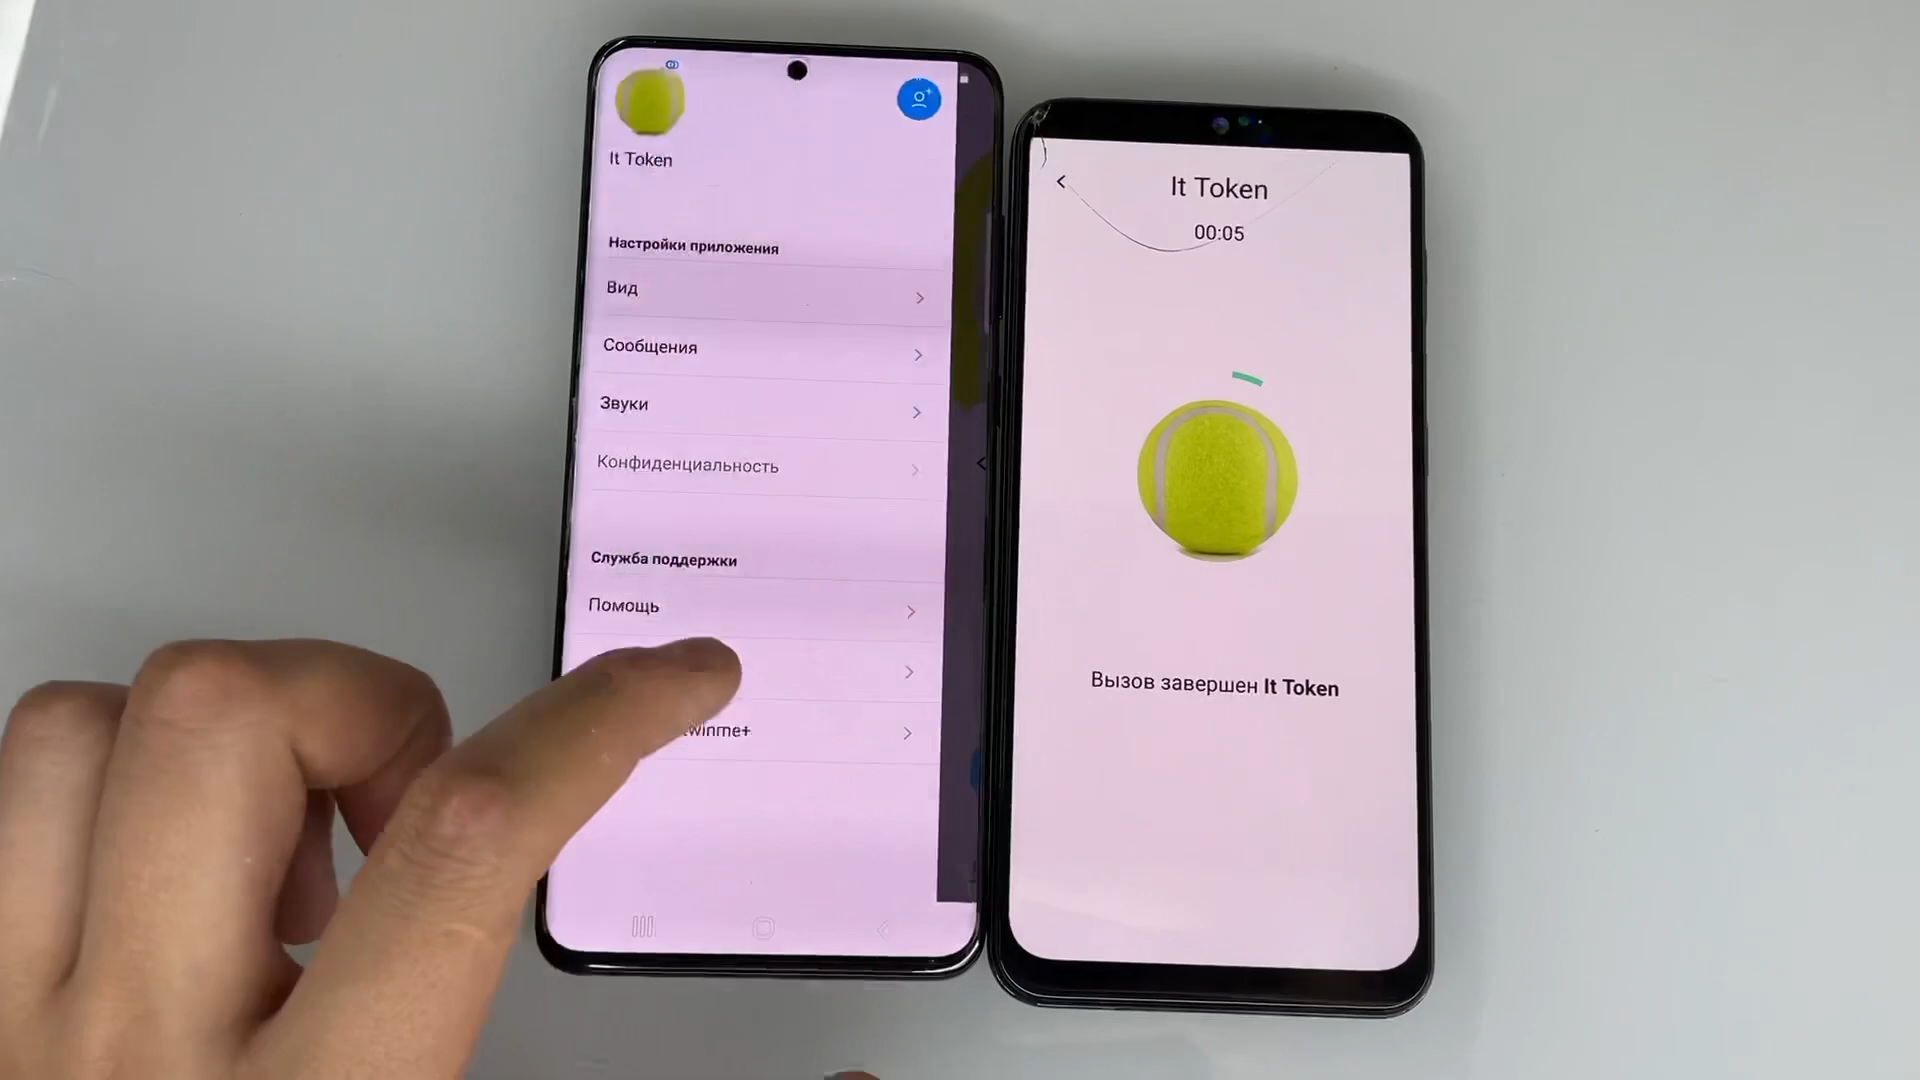 It Token
Настройки приложения
Вид
Сообщения
Звуки
Конфиденциальность
Служба поддержки
Помощь
twinme+
It Token
00:05
Вызов завершен It Token